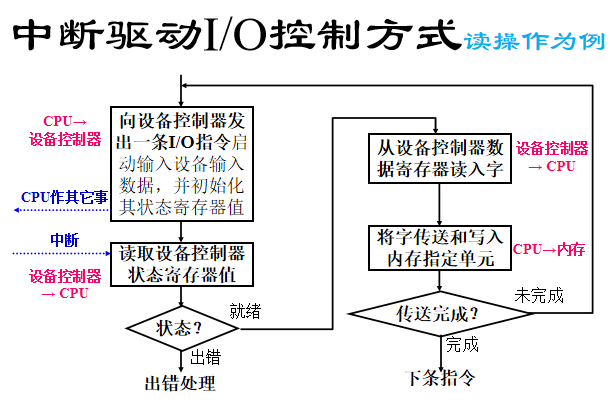 中断驱动I/O控制方式 读操作为例
CPU→
设备控制器
向设备控制器发
出一条I/O指令启
动输入设备输入
数据，并初始化
其状态寄存器值
CPU作其它事
中断
读取设备控制器
状态寄存器值
设备控制器
→ CPU
状态？
就绪
出错
出错处理
从设备控制器数
据寄存器读入字
设备控制器
→ CPU
将字传送和写入
内存指定单元
CPU→内存
传送完成？
未完成
完成
下条指令